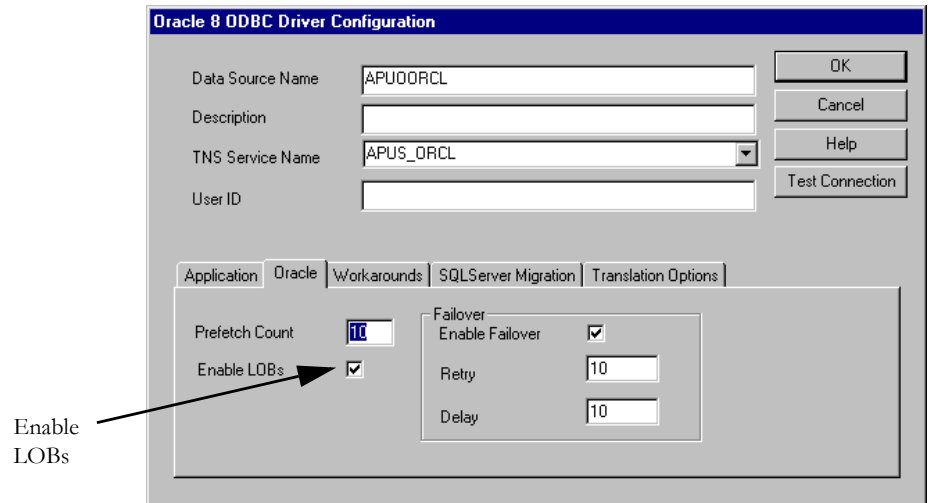 Oracle 8 ODBC Driver Configuration
Data Source Name APUOORCL OK
Description Cancel
TNS Service Name APUS_ORCL Help
User ID Test Connection
Application Oracle Workarounds SQLServer Migration Translation Options
Prefetch Count 10
Enable LOBs
Failover
Enable Failover
Retry 10
Delay 10
Enable
LOBs